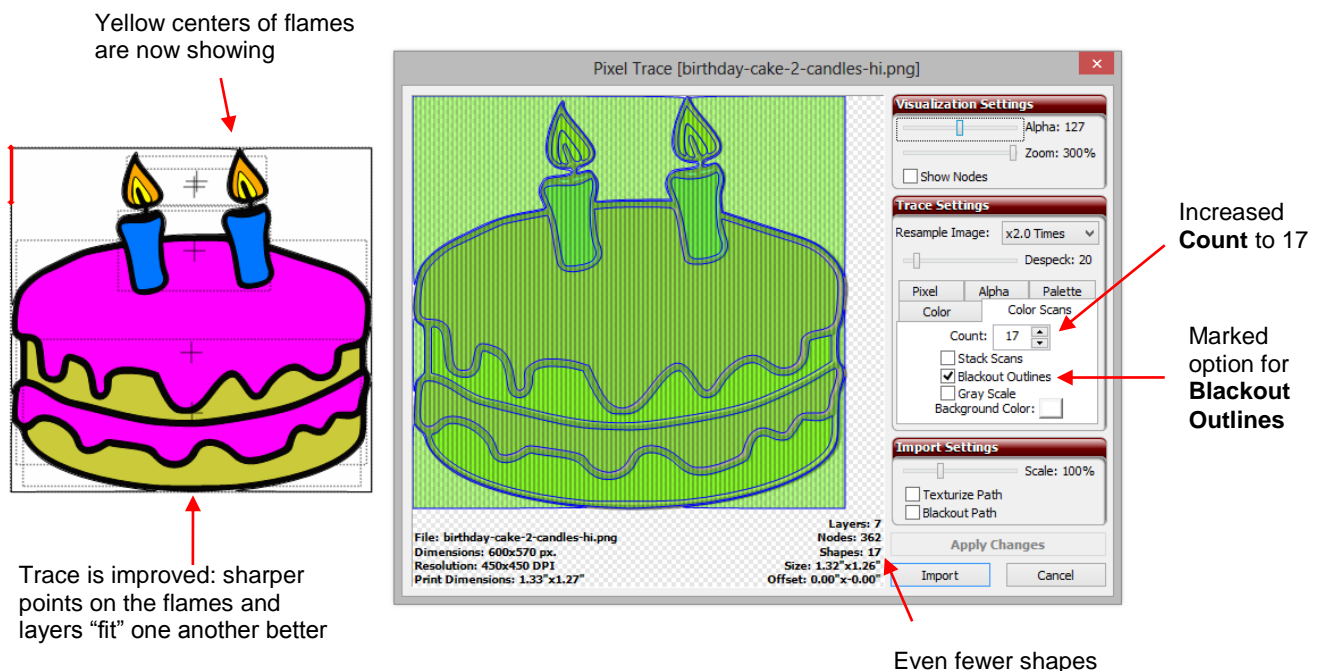 Yellow centers of flames
are now showing
Pixel Trace [birthday-cake-2-candles-hi.png]
Visualization Settings
Alpha: 127
Zoom: 300%
Show Nodes
Trace Settings
Resample Image: x2.0 Times
Despeck: 20
Pixel Alpha Palette
Color Color Scans
Count: 17
Stack Scans
Blackout Outlines
Gray Scale
Background Color:
Import Settings
Scale: 100%
Texturize Path
Blackout Path
Apply Changes
Import Cancel
Layers: 7
File: birthday-cake-2-candles-hi.png Nodes: 362
Dimensions: 600x570 px. Shapes: 17
Resolution: 450x450 DPI Size: 1.32"x1.26"
Print Dimensions: 1.33"x1.27" Offset: 0.00"x-0.00"
Increased
Count to 17
Marked
option for
Blackout
Outlines
Trace is improved: sharper
points on the flames and
layers “fit” one another better
Even fewer shapes